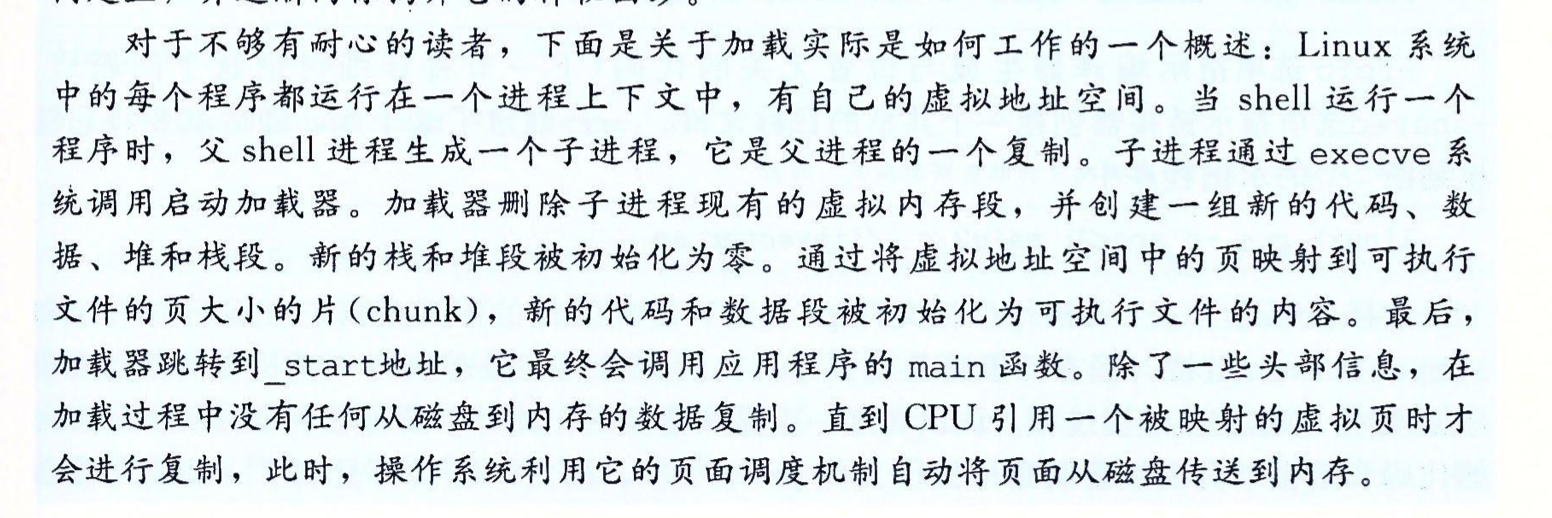 对于不够有耐心的读者，下面是关于加载实际是如何工作的一个概述：Linux 系统
中的每个程序都运行在一个进程上下文中，有自己的虚拟地址空间。当 shell 运行一个
程序时，父 shell 进程生成一个子进程，它是父进程的一个复制。子进程通过 execve 系
统调用启动加载器。加载器删除子进程现有的虚拟内存段，并创建一组新的代码、数
据、堆和栈段。新的栈和堆段被初始化为零。通过将虚拟地址空间中的页映射到可执行
文件的页大小的片(chunk)，新的代码和数据段被初始化为可执行文件的内容。最后，
加载器跳转到_start地址，它最终会调用应用程序的 main 函数。除了一些头部信息，在
加载过程中没有任何从磁盘到内存的数据复制。直到 CPU 引用一个被映射的虚拟页时才
会进行复制，此时，操作系统利用它的页面调度机制自动将页面从磁盘传送到内存。